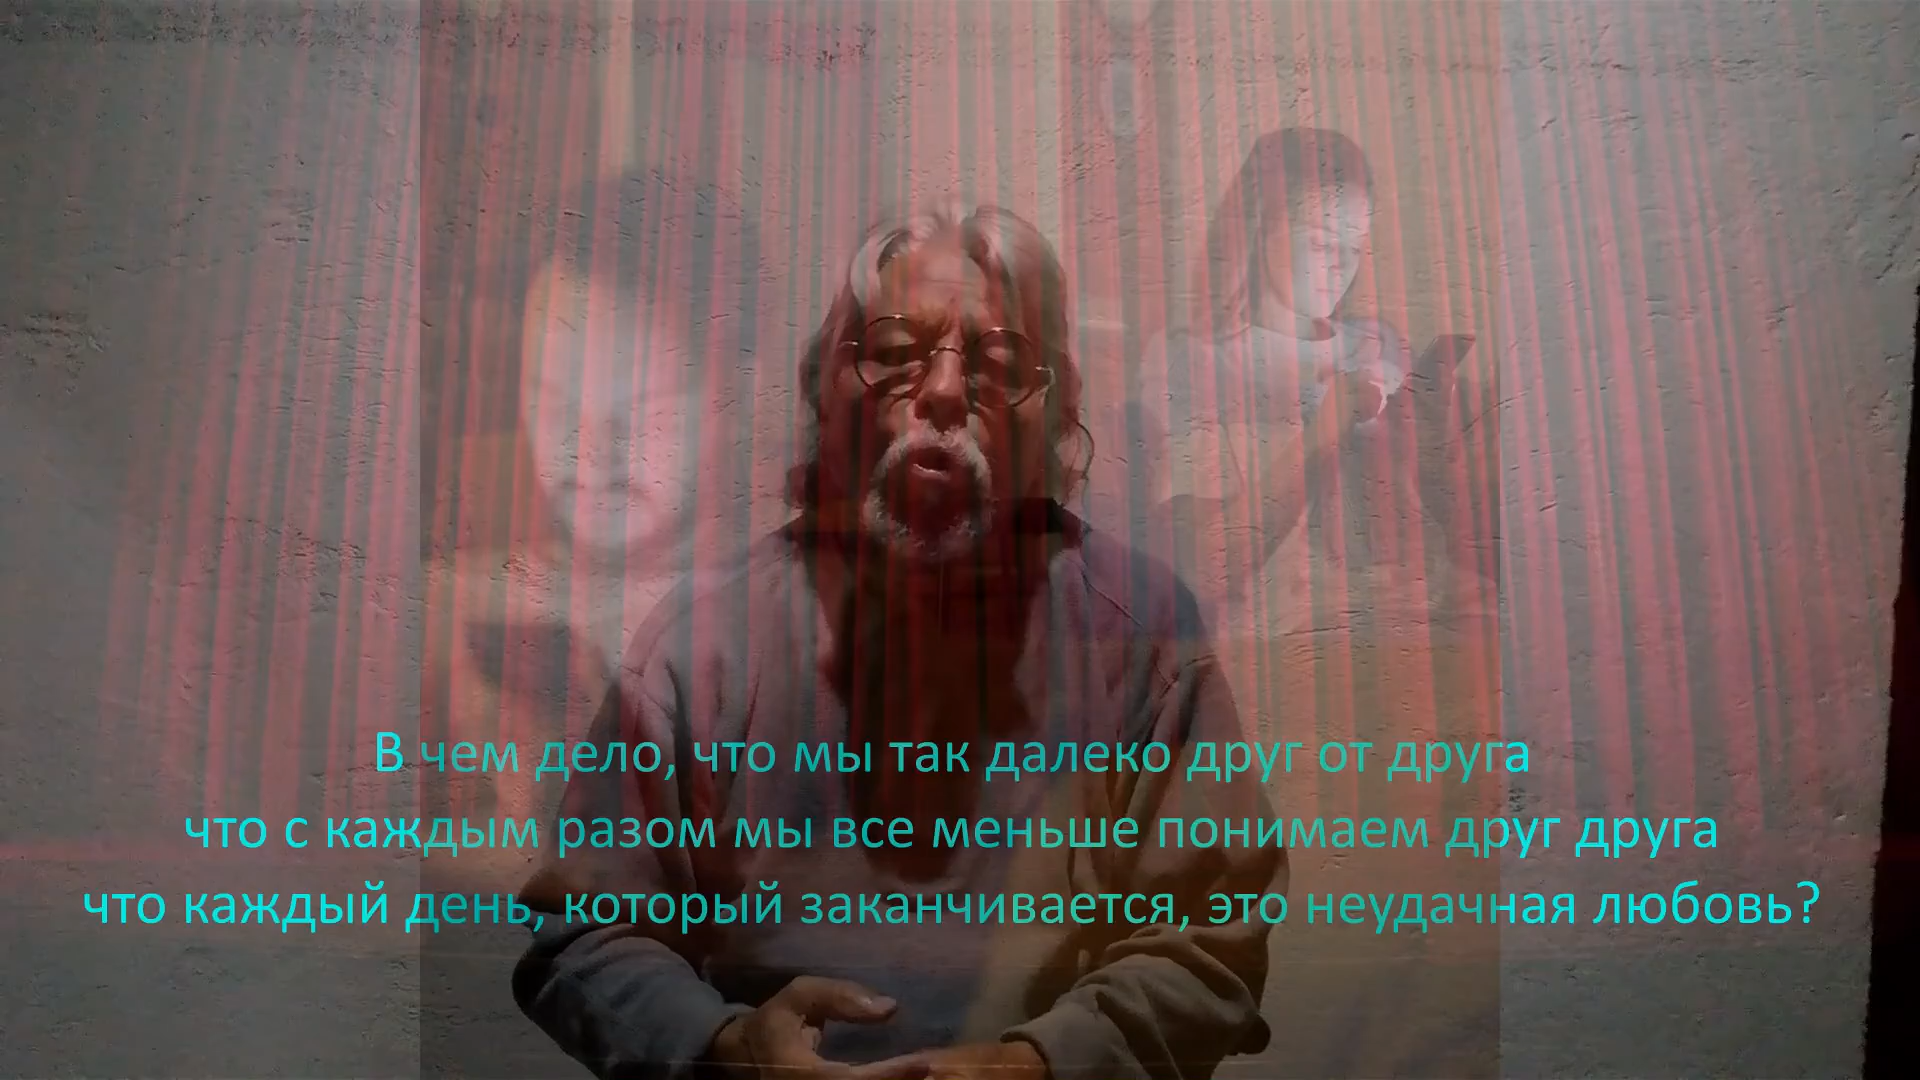 В чем дело, что мы так далеко друг от друга
что с каждым разом мы все меньше понимаем друг друга
что каждый день, который заканчивается, это неудачная любовь?